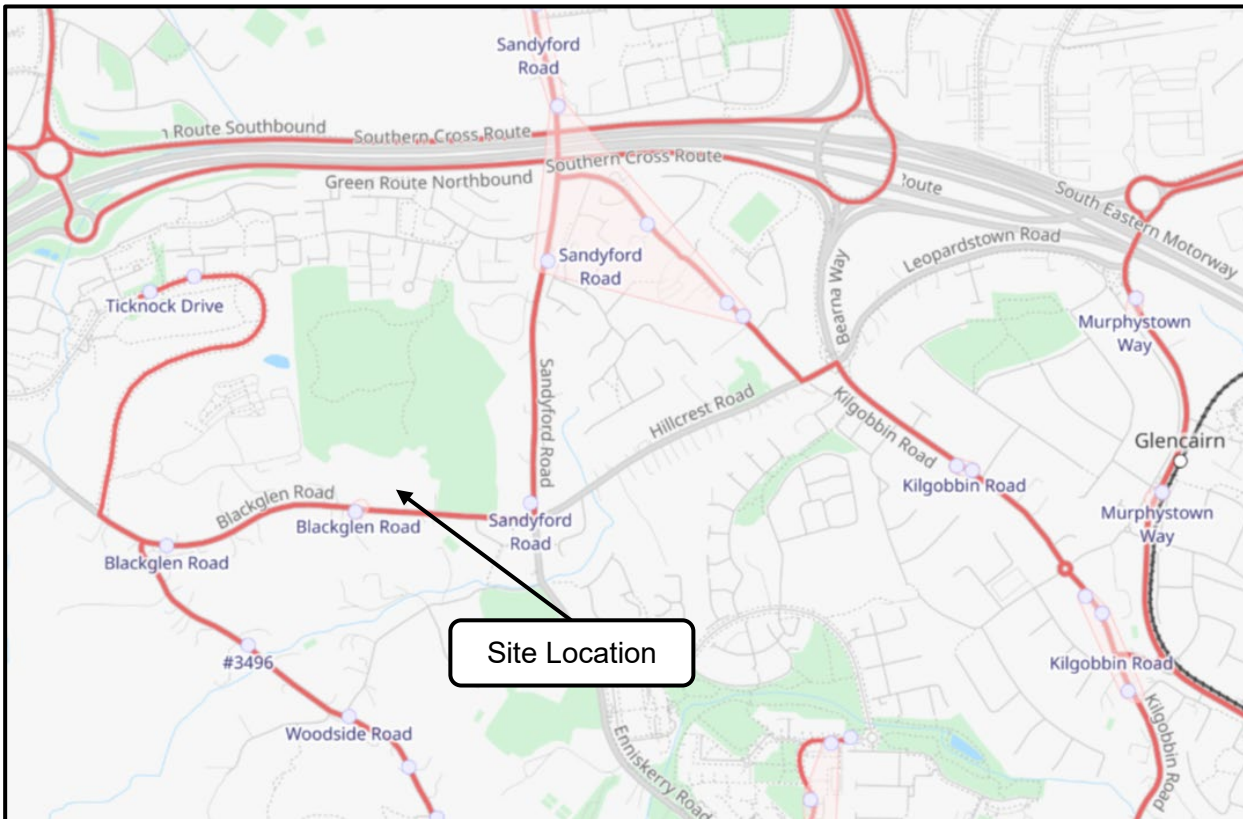 Sandyford
Road
n Route Southbound
Southern Cross Route
Southern Cross Route
Green Route Northbound
Route
South Eastern Motorway
Sandyford
Road
Leopardstown Road
Bearna Way
Ticknock Drive
Murphystown
Way
Sandyford Road
Hillcrest Road
Kilgobbin Road
Glencairn
Kilgobbin Road
Blackglen Road
Blackglen Road
Sandyford
Road
Murphystown
Way
Blackglen Road
Site Location
#3496
Kilgobbin Road
Woodside Road
Enniskerry Road
Kilgobbin Road